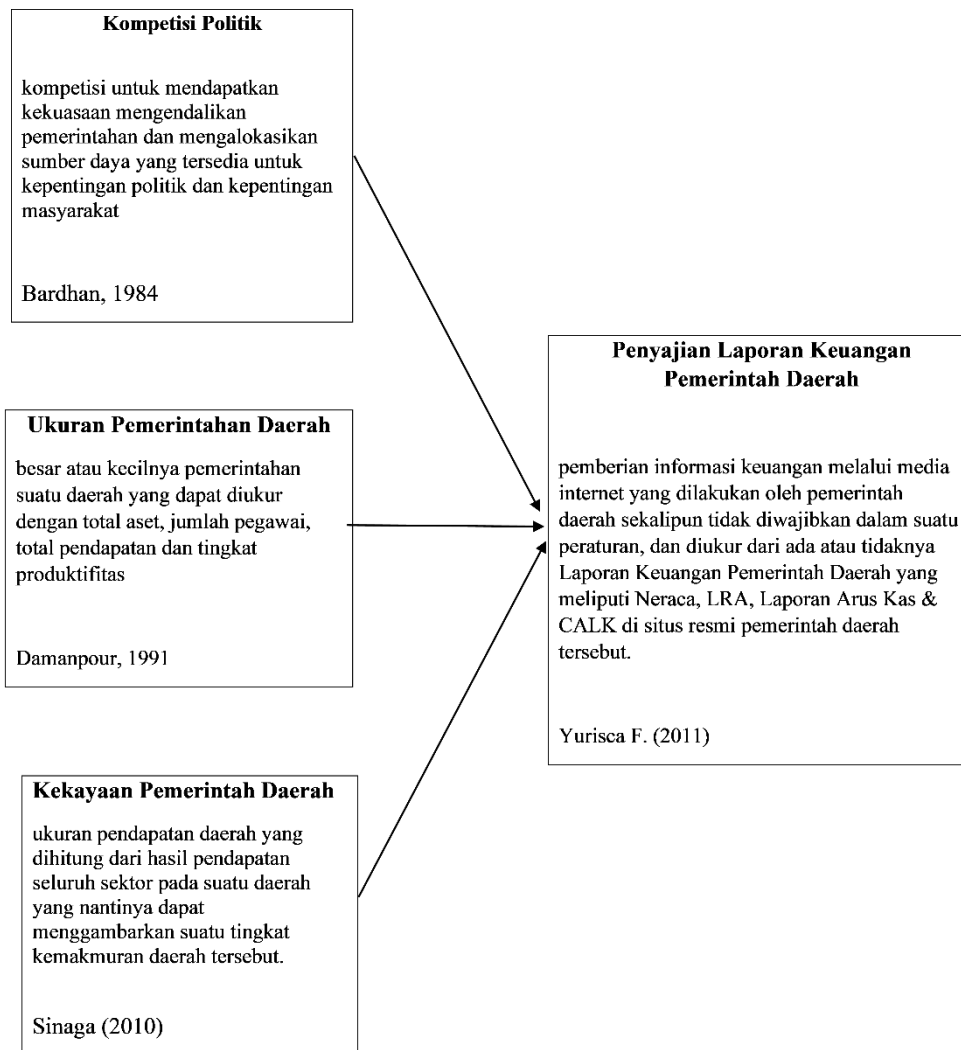 Kompetisi Politik
kompetisi untuk mendapatkan
kekuasaan mengendalikan
pemerintahan dan mengalokasikan
sumber daya yang tersedia untuk
kepentingan politik dan kepentingan
masyarakat
Bardhan, 1984
Ukuran Pemerintahan Daerah
besar atau kecilnya pemerintahan
suatu daerah yang dapat diukur
dengan total aset, jumlah pegawai,
total pendapatan dan tingkat
produktifitas
Damanpour, 1991
Kekayaan Pemerintah Daerah
ukuran pendapatan daerah yang
dihitung dari hasil pendapatan
seluruh sektor pada suatu daerah
yang nantinya dapat
menggambarkan suatu tingkat
kemakmuran daerah tersebut.
Sinaga (2010)
Penyajian Laporan Keuangan
Pemerintah Daerah
pemberian informasi keuangan melalui media
internet yang dilakukan oleh pemerintah
daerah sekalipun tidak diwajibkan dalam suatu
peraturan, dan diukur dari ada atau tidaknya
Laporan Keuangan Pemerintah Daerah yang
meliputi Neraca, LRA, Laporan Arus Kas &
CALK di situs resmi pemerintah daerah
tersebut.
Yurisca F. (2011)